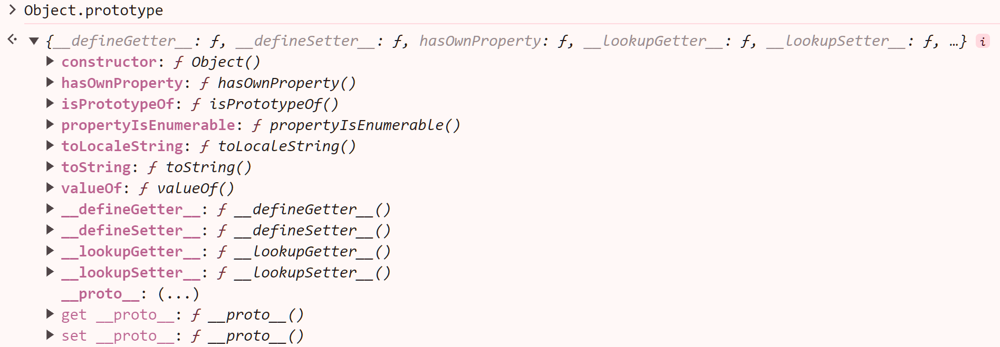 > Object.prototype
{__defineGetter__: ƒ, __defineSetter__: ƒ, hasOwnProperty: ƒ, __lookupGetter__: ƒ, __lookupSetter__: ƒ, …} i
constructor: ƒ Object()
hasOwnProperty: ƒ hasOwnProperty()
isPrototypeOf: ƒ isPrototypeOf()
propertyIsEnumerable: ƒ propertyIsEnumerable()
toLocaleString: ƒ toLocaleString()
toString: ƒ toString()
valueOf: ƒ valueOf()
__defineGetter__: ƒ __defineGetter__()
__defineSetter__: ƒ __defineSetter__()
__lookupGetter__: ƒ __lookupGetter__()
__lookupSetter__: ƒ __lookupSetter__()
__proto__: (...)
get __proto__: ƒ __proto__()
set __proto__: ƒ __proto__()